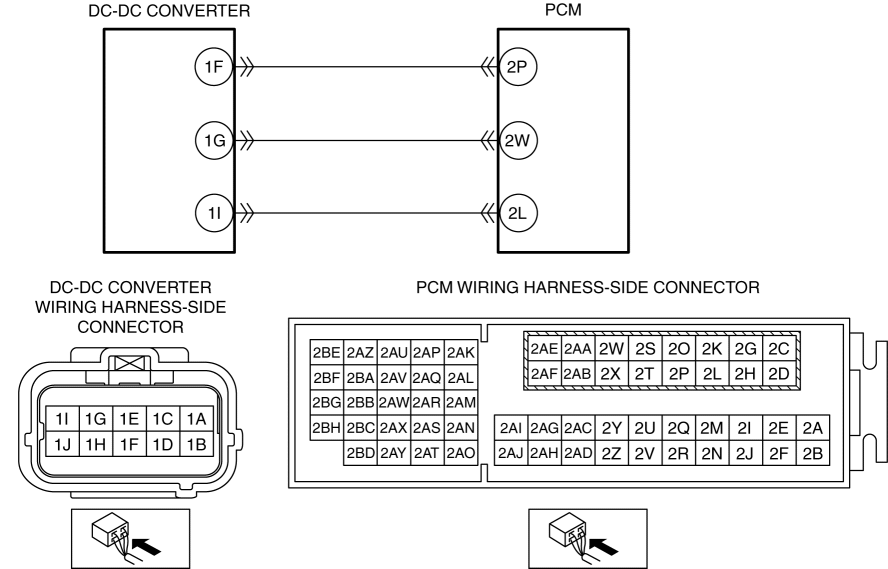 DC-DC CONVERTER PCM
1F 2P
1G 2W
1I 2L
DC-DC CONVERTER
WIRING HARNESS-SIDE
CONNECTOR
1I 1G 1E 1C 1A
1J 1H 1F 1D 1B
PCM WIRING HARNESS-SIDE CONNECTOR
2BE 2AZ 2AU 2AP 2AK
2BF 2BA 2AV 2AQ 2AL
2BG 2BB 2AW 2AR 2AM
2BH 2BC 2AX 2AS 2AN
2BD 2AY 2AT 2AO
2AE 2AA 2W 2S 2O 2K 2G 2C
2AF 2AB 2X 2T 2P 2L 2H 2D
2AI 2AG 2AC 2Y 2U 2Q 2M 2I 2E 2A
2AJ 2AH 2AD 2Z 2V 2R 2N 2J 2F 2B